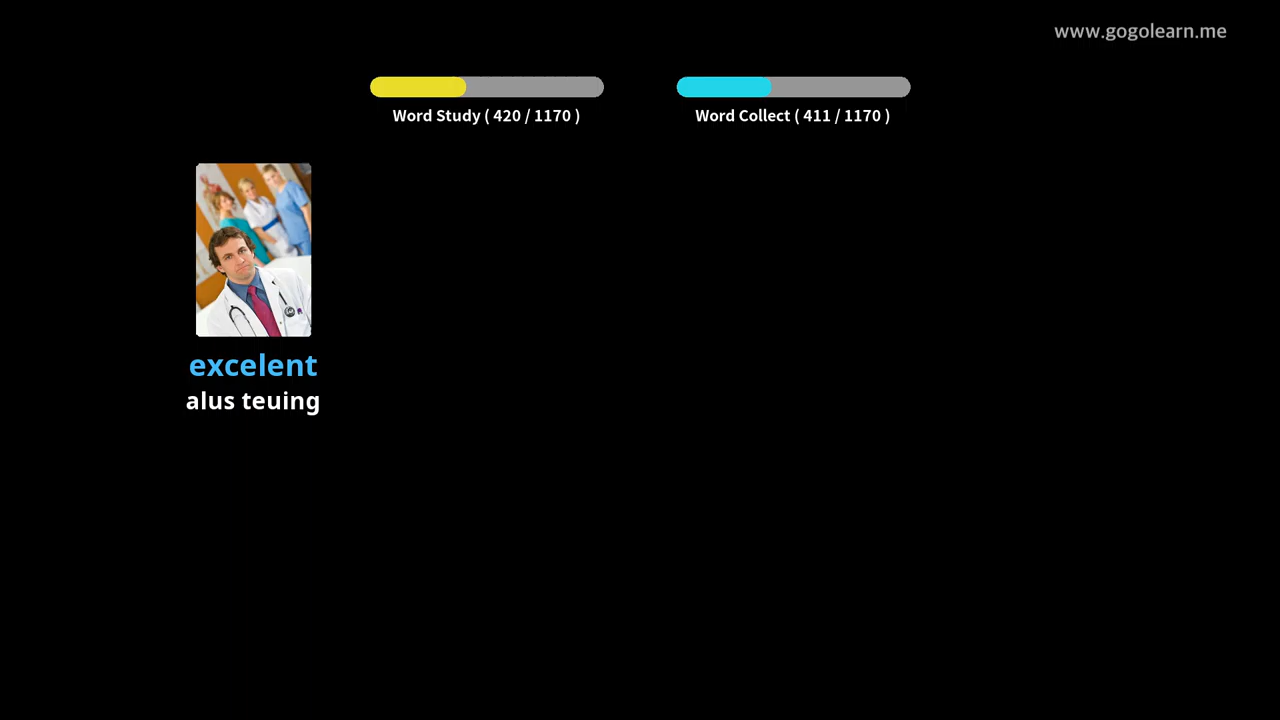 www.gogolearn.me
Word Study ( 420 / 1170 )
Word Collect ( 411 / 1170 )
excelent
alus teuing